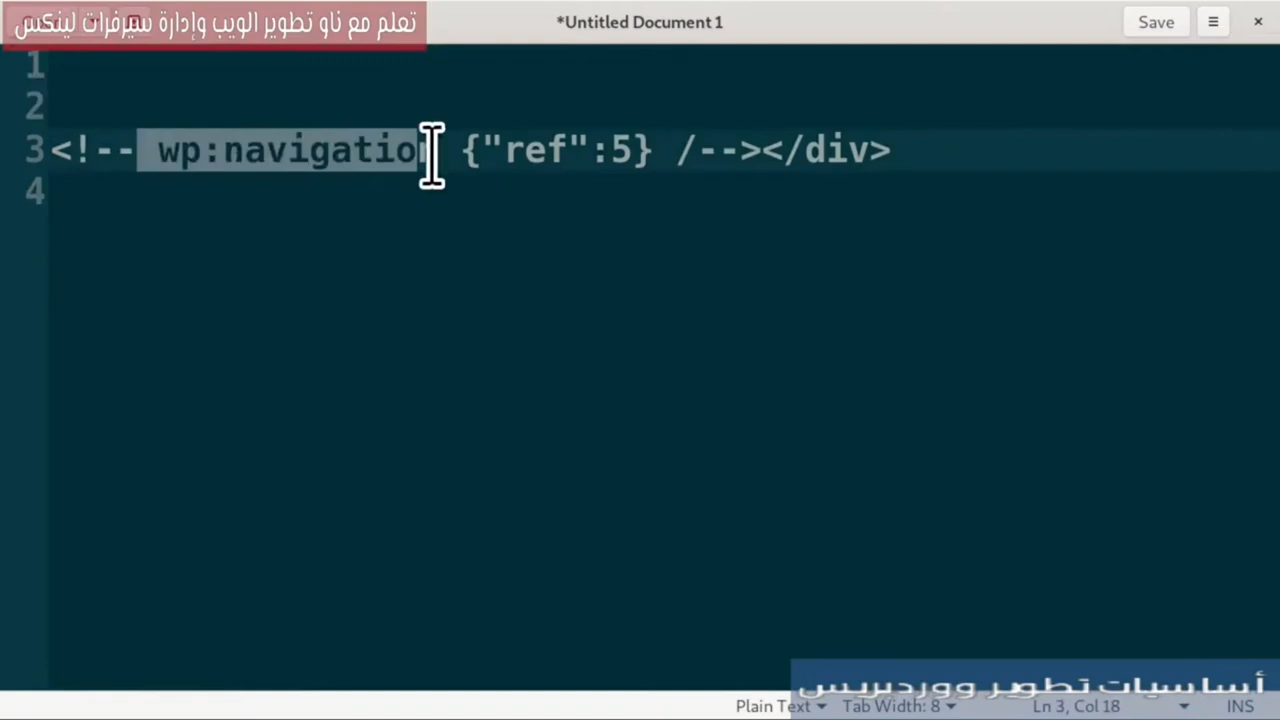 تعلم مع ناو تطوير الويب وإدارة سيرفرات لينكس
*Untitled Document 1
Save
1
2
3 <!-- wp:navigation {"ref":5} /--></div>
4
أساسيات تطوير ووردبريس
Plain Text Tab Width: 8 Ln 3, Col 18 INS